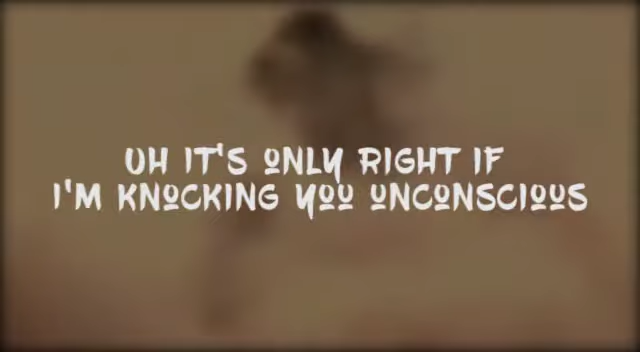 UH IT'S ONLY RIGHT IF
I'M KNOCKING YOU UNCONSCIOUS